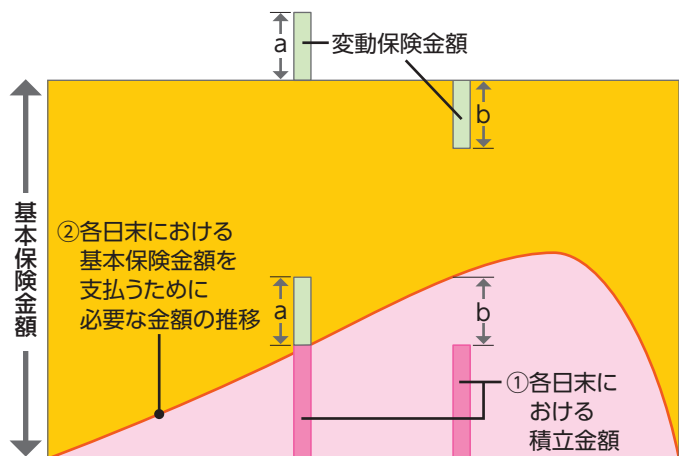 a
変動保険金額
b
基本保険金額
②各日末における
基本保険金額を
支払うために
必要な金額の推移
a
b
①各日末に
おける
積立金額